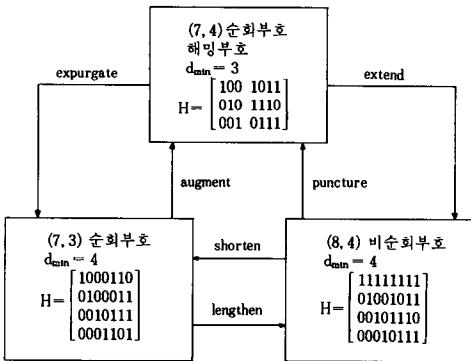 (7,4)순회부호
해밍부호
dmin = 3
H= [100 1011
010 1110
001 0111]
expurgate
extend
augment
puncture
(7,3) 순회부호
dmin = 4
H= [1000110
0100011
0010111
0001101]
shorten
lengthen
(8,4) 비순회부호
dmin = 4
H= [11111111
01001011
00101110
00010111]